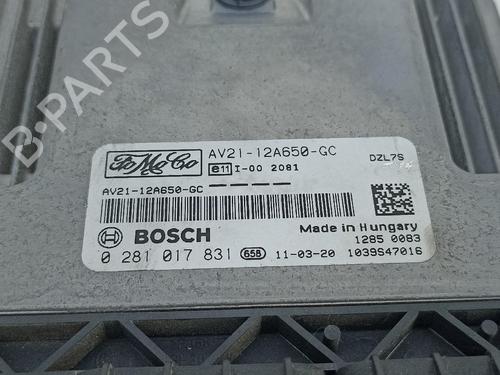 B-PARTS
FoMoCo
AV21-12A650-GC
DZL7S
e11 I-00 2081
AV21-12A650-GC
BOSCH
Made in Hungary
1285 0083
0 281 017 831 658 11-03-20 1039S47016